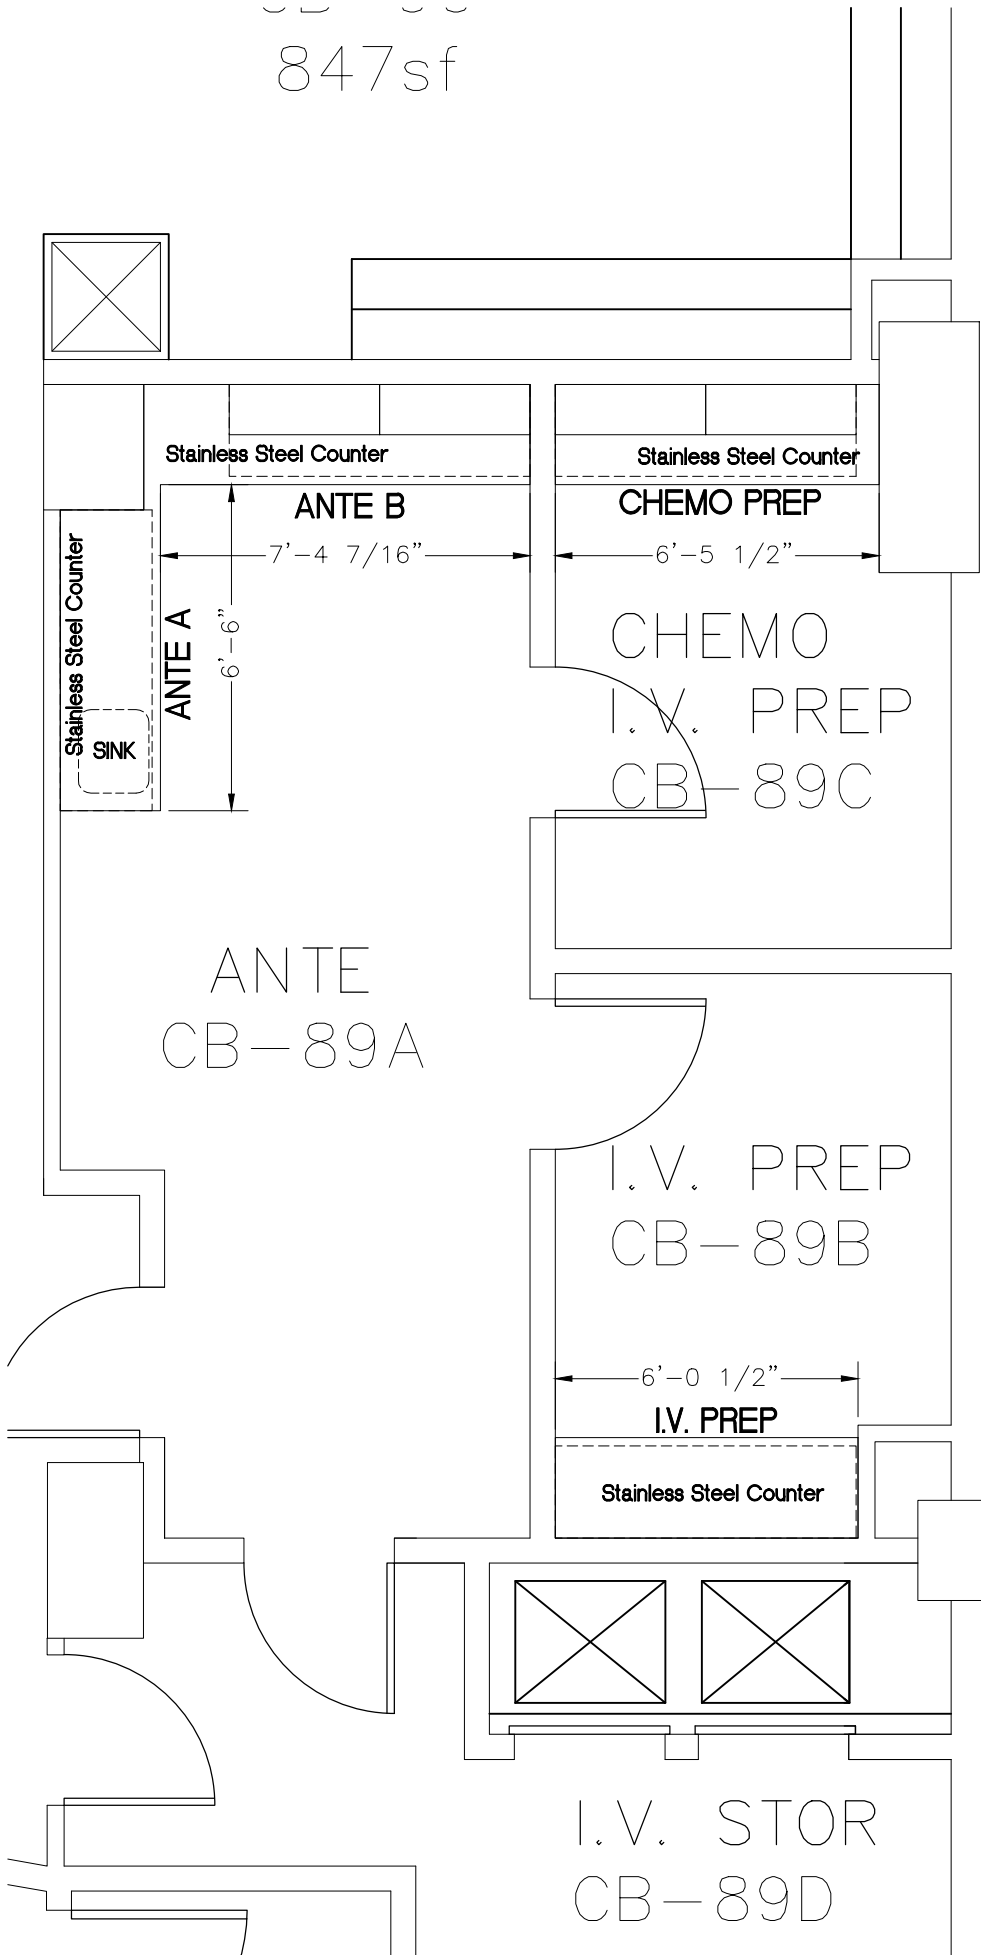 847sf
Stainless Steel Counter
Stainless Steel Counter
ANTE B
CHEMO PREP
7'-4 7/16"
6'-5 1/2"
Stainless Steel Counter
ANTE A
6'-6"
SINK
CHEMO
I.V. PREP
CB-89C
ANTE
CB-89A
I.V. PREP
CB-89B
6'-0 1/2"
I.V. PREP
Stainless Steel Counter
I.V. STOR
CB-89D